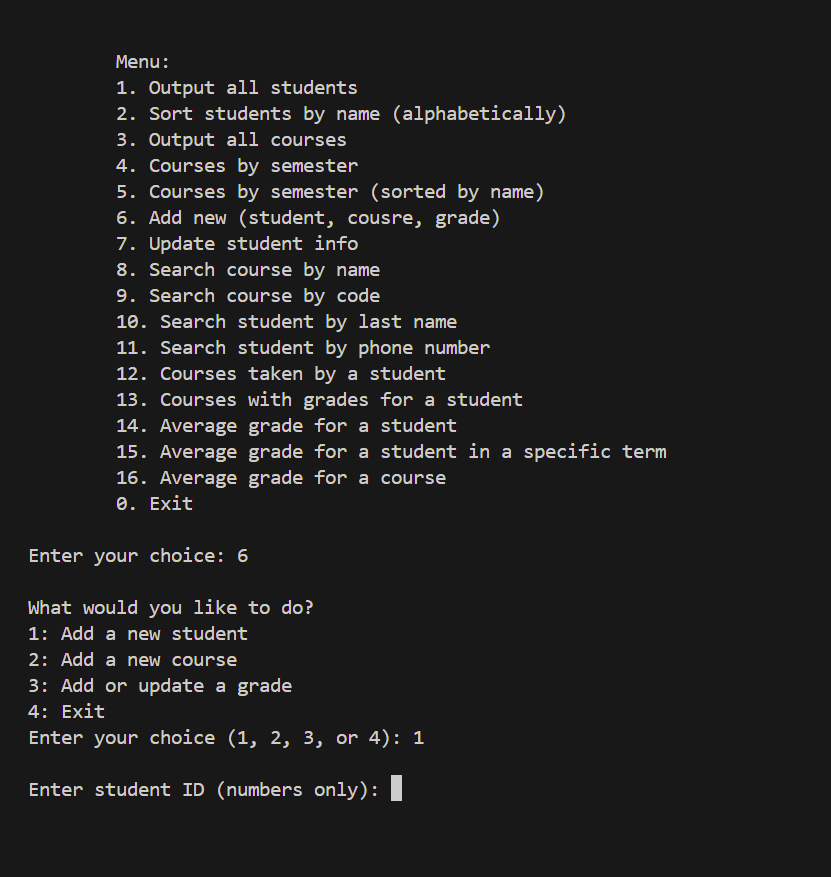 Menu:
1. Output all students
2. Sort students by name (alphabetically)
3. Output all courses
4. Courses by semester
5. Courses by semester (sorted by name)
6. Add new (student, cousre, grade)
7. Update student info
8. Search course by name
9. Search course by code
10. Search student by last name
11. Search student by phone number
12. Courses taken by a student
13. Courses with grades for a student
14. Average grade for a student
15. Average grade for a student in a specific term
16. Average grade for a course
0. Exit
Enter your choice: 6
What would you like to do?
1: Add a new student
2: Add a new course
3: Add or update a grade
4: Exit
Enter your choice (1, 2, 3, or 4): 1
Enter student ID (numbers only):